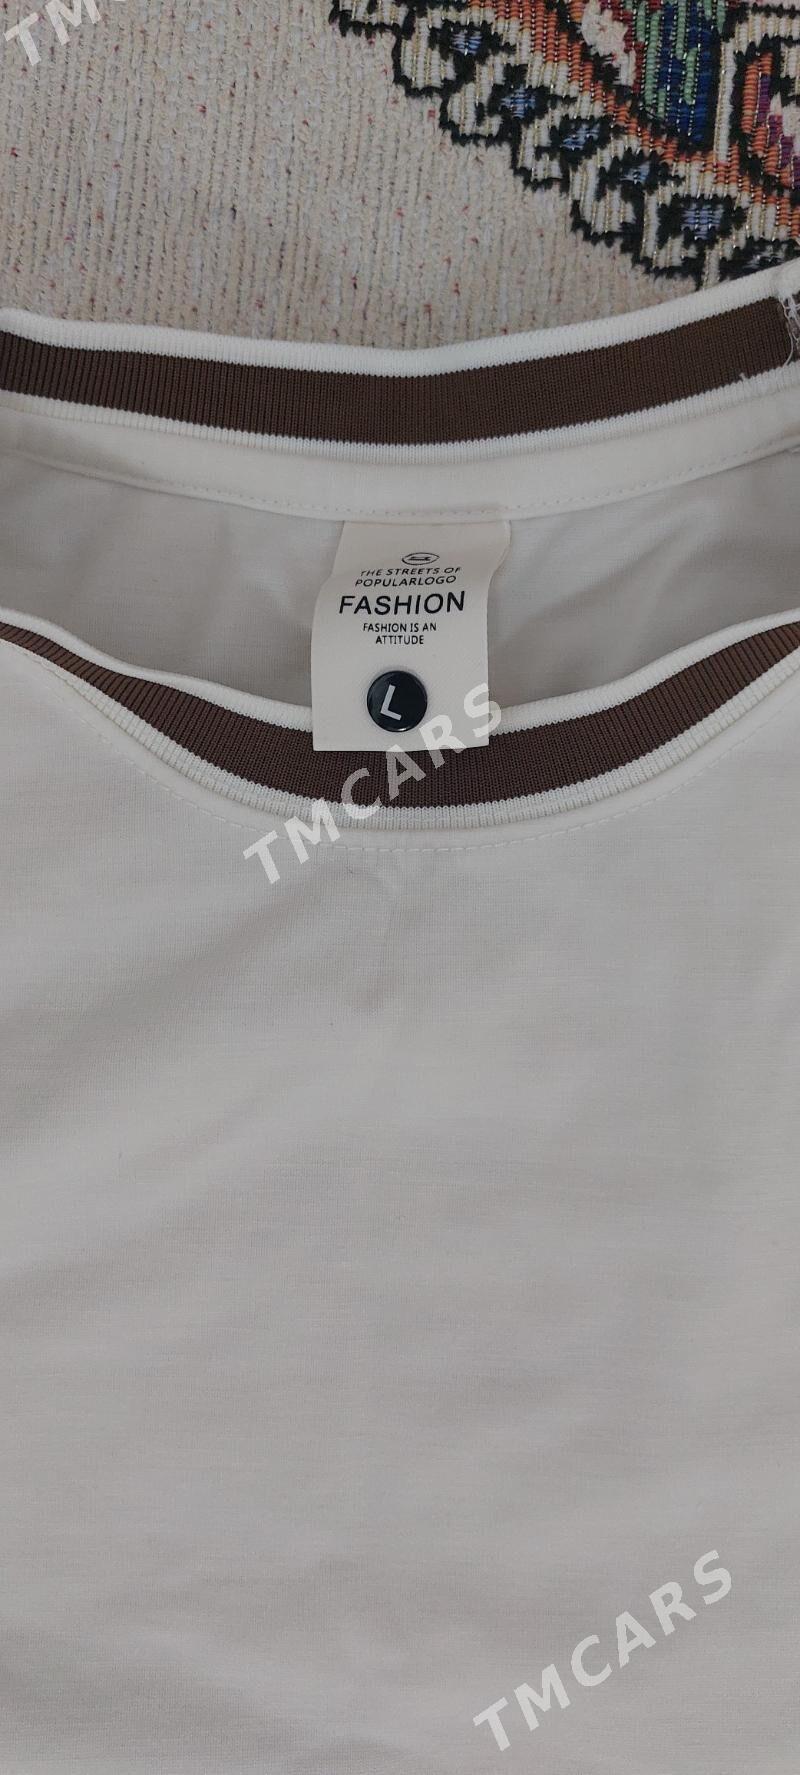 TM
THE STREETS OF
POPULARLOGO
FASHION
FASHION IS AN
ATTITUDE
L
TMCARS
TMCARS